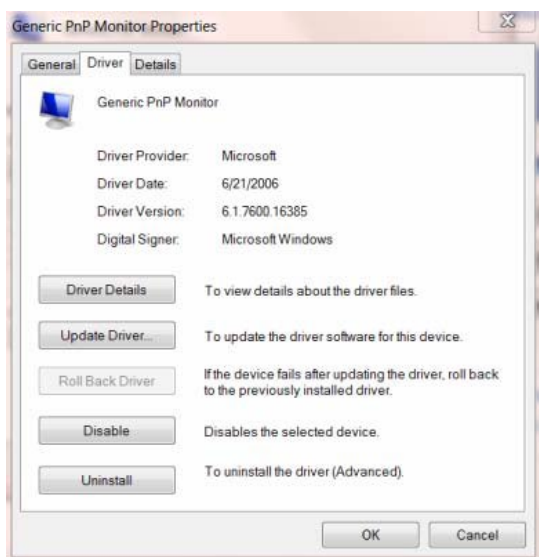 Generic PnP Monitor Properties
General Driver Details
Generic PnP Monitor
Driver Provider: Microsoft
Driver Date: 6/21/2006
Driver Version: 6.1.7600.16385
Digital Signer: Microsoft Windows
Driver Details To view details about the driver files.
Update Driver... To update the driver software for this device.
Roll Back Driver If the device fails after updating the driver, roll back
to the previously installed driver.
Disable Disables the selected device.
Uninstall To uninstall the driver (Advanced).
OK Cancel